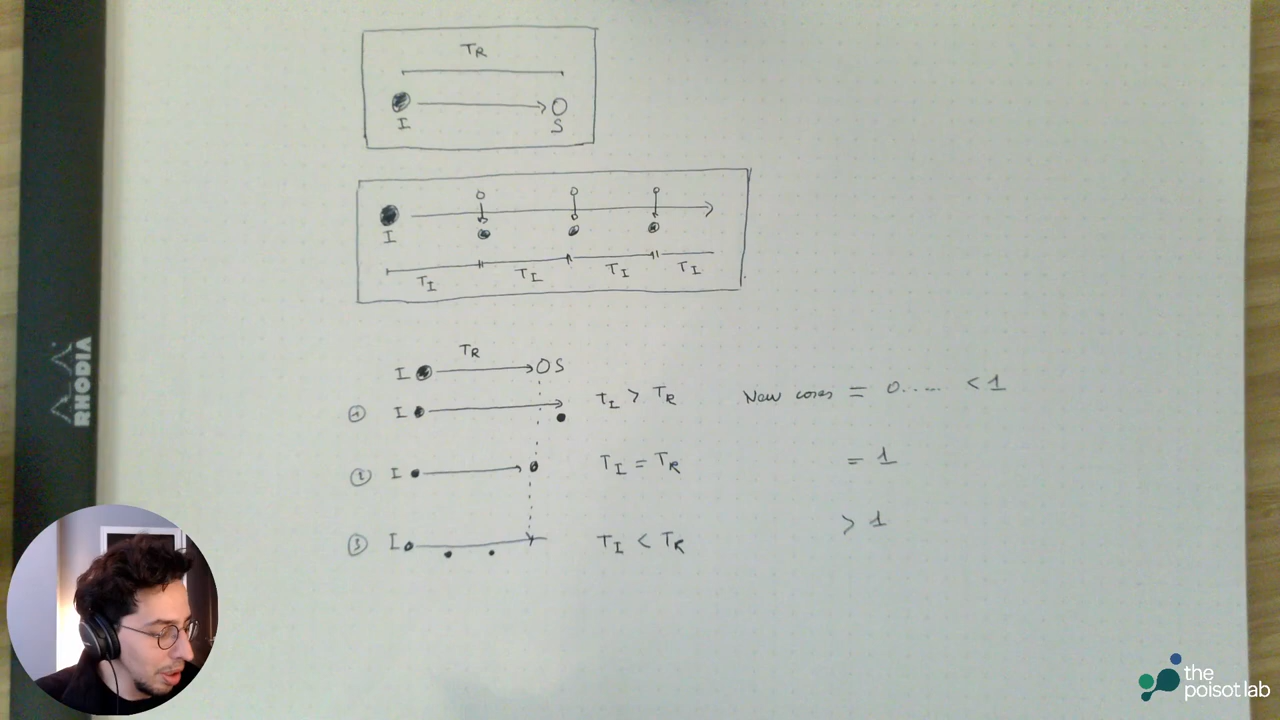 TR
I
S
I
TI TI TI TI
TR
I S
1 I TI > TR New cases = 0..... < 1
2 I TI = TR = 1
3 I TI < TR > 1
RHODIA
the
poisot lab